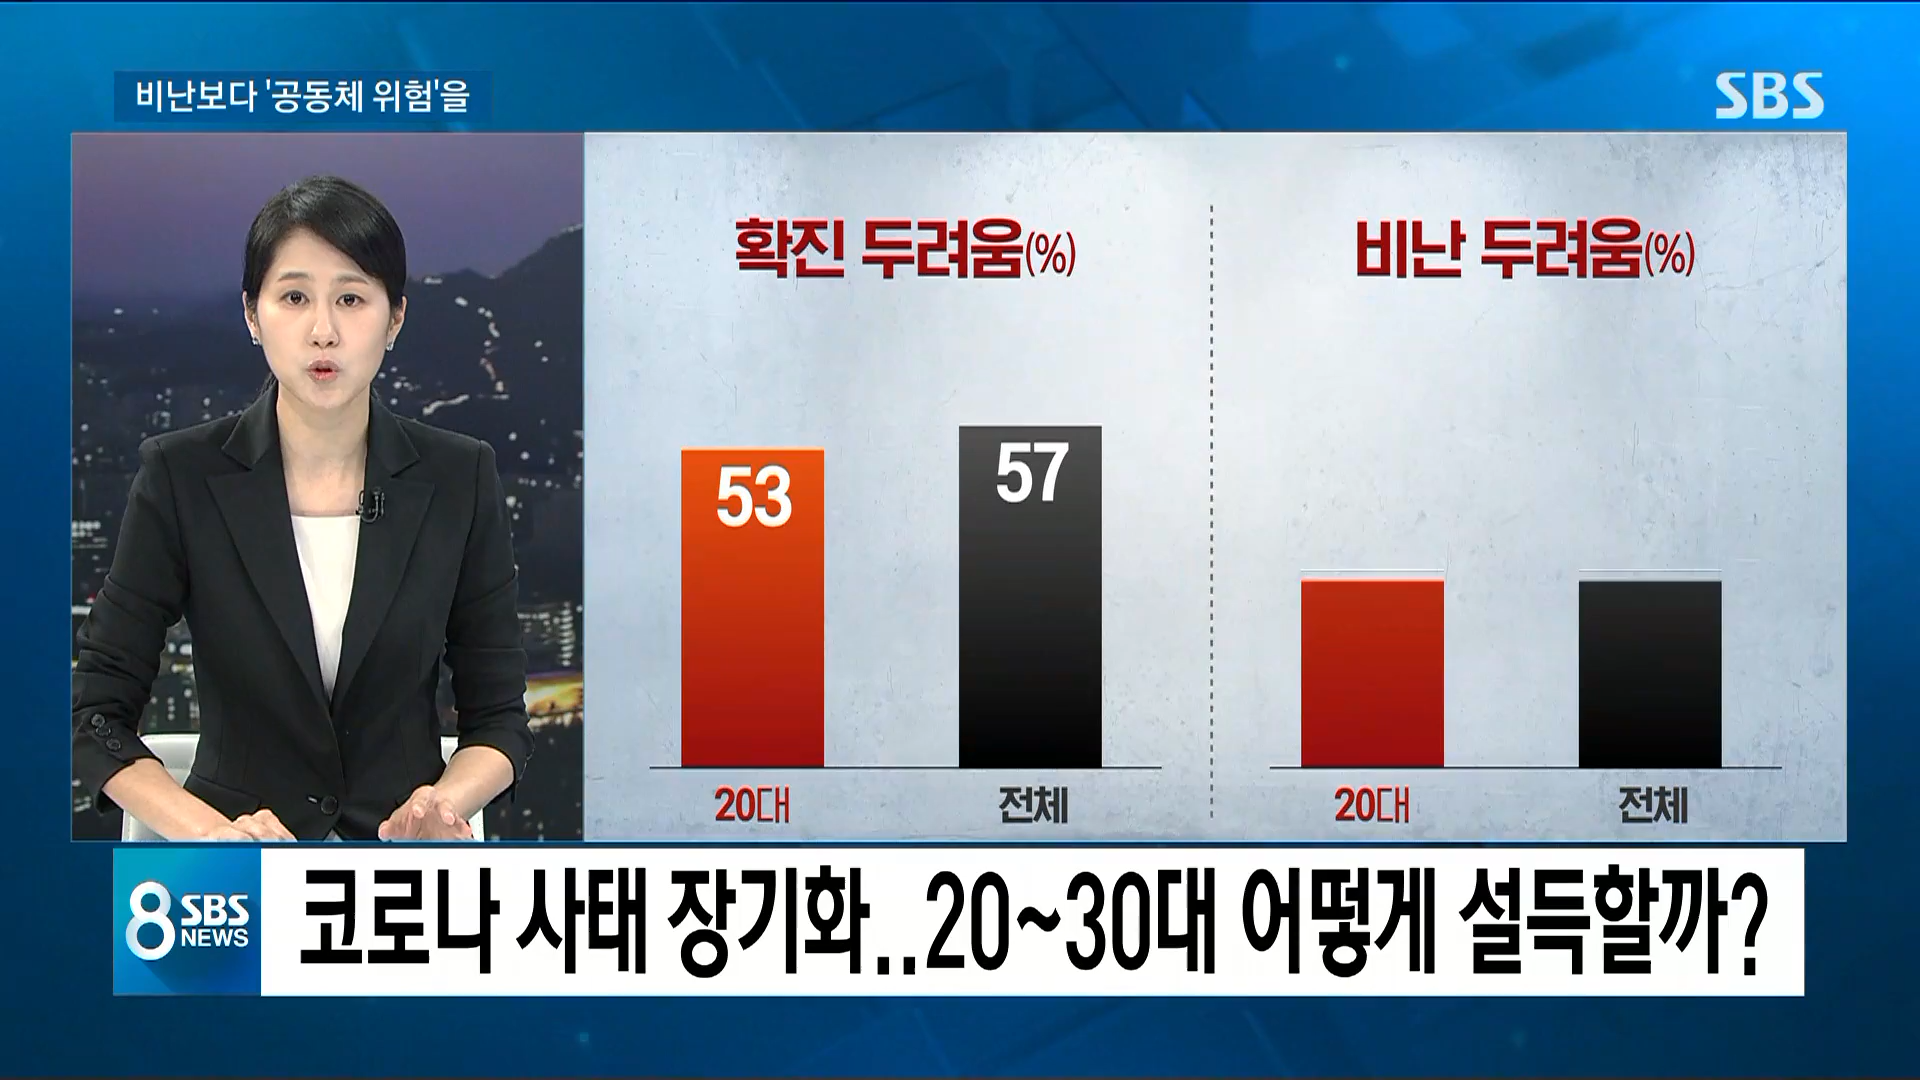 비난보다 '공동체 위험'을
SBS
확진 두려움(%)
53
57
20대
전체
비난 두려움(%)
20대
전체
8 SBS NEWS
코로나 사태 장기화..20~30대 어떻게 설득할까?